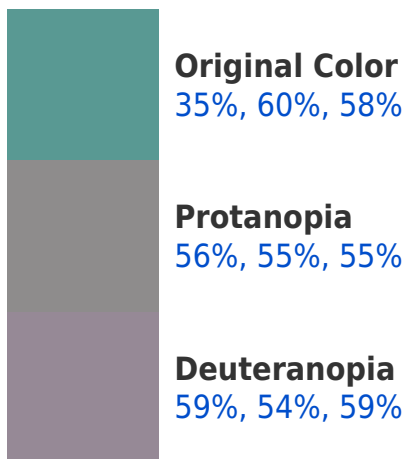 Original Color
35%, 60%, 58%
Protanopia
56%, 55%, 55%
Deuteranopia
59%, 54%, 59%